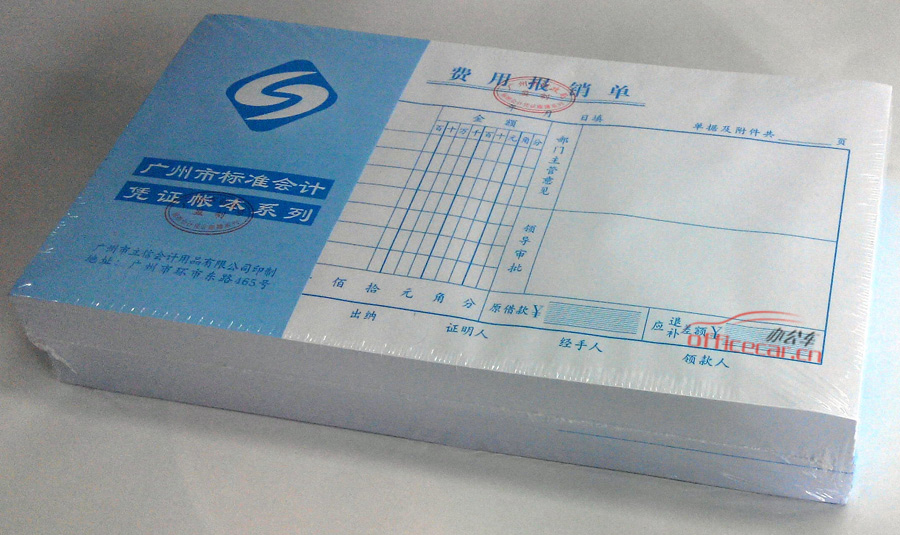 广州市标准会计
凭证帐本系列
广州市立信会计用品有限公司印制
地址：广州市环市东路465号
费用报销单
年 月 日填
单据及附件共 页
金额
百十万千百十元角分
部门主管意见
领导审批
佰 拾 元 角 分
原借款￥
应退补差额￥
出纳
证明人
经手人
领款人
车公师
officecar.cn